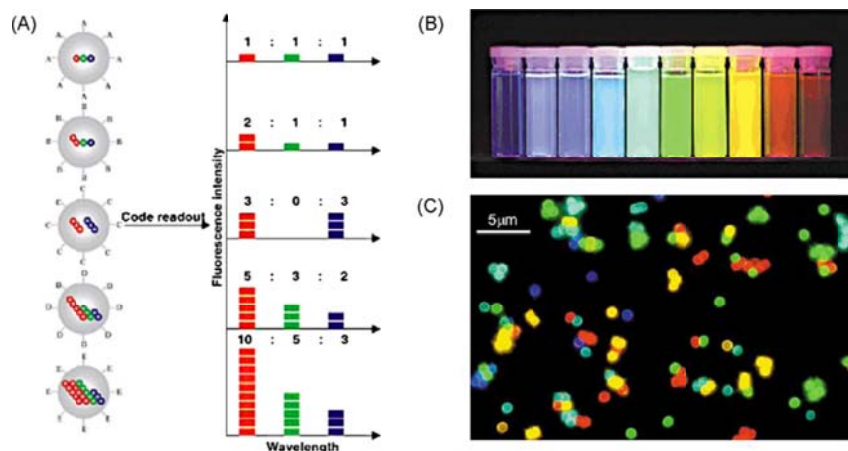 (A)
A
A
A
A
A
A
A
B
B
B
B
B
B
C
C
C
C
C
C
D
B
D
D
D
D
D
E
E
E
E
E
E
Code readout
Fluorescence intensity
1 : 1 : 1
2 : 1 : 1
3 : 0 : 3
5 : 3 : 2
10 : 5 : 3
Wavelength
(B)
(C)
5µm